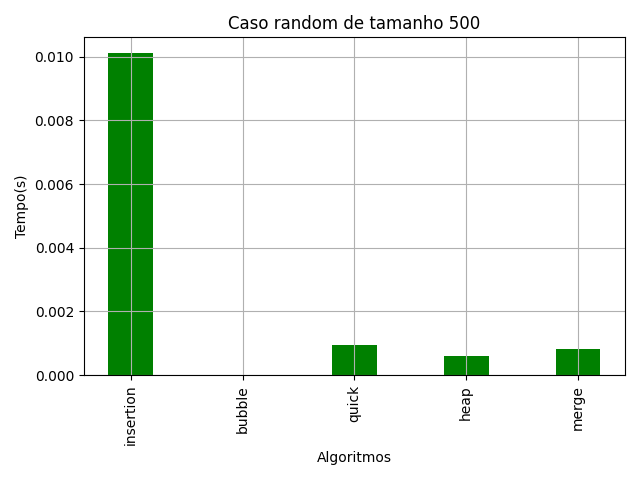 Caso random de tamanho 500
0.010
0.008
0.006
0.004
0.002
0.000
Tempo(s)
insertion
bubble
quick
heap
merge
Algoritmos